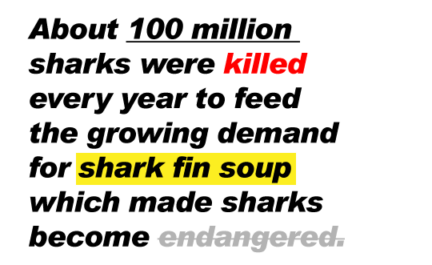 About 100 million
sharks were killed
every year to feed
the growing demand
for shark fin soup
which made sharks
become endangered.